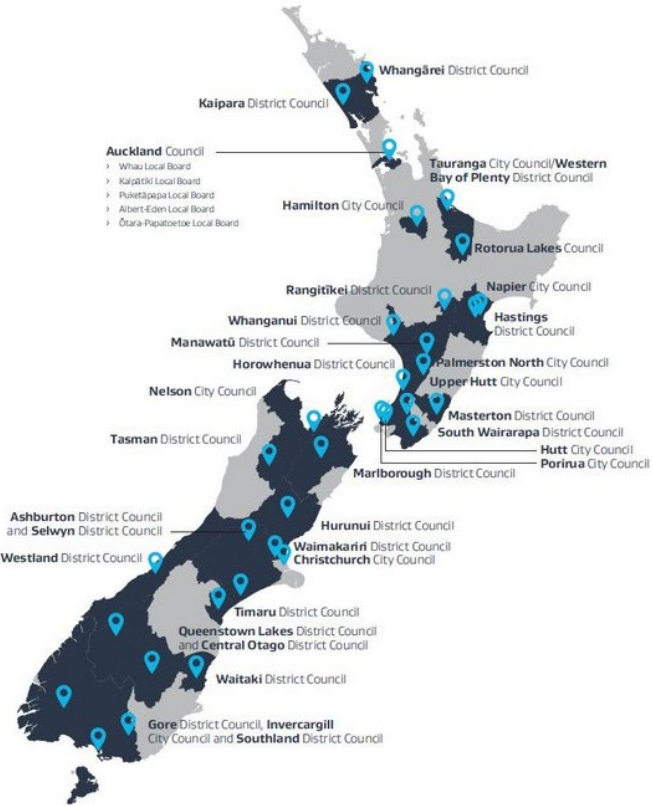 Whangārei District Council
Kaipara District Council
Auckland Council
› Whau Local Board
› Kaipātiki Local Board
› Puketāpapa Local Board
› Albert-Eden Local Board
› Ōtara-Papatoetoe Local Board
Tauranga City Council/Western
Bay of Plenty District Council
Hamilton City Council
Rotorua Lakes Council
Rangitīkei District Council
Napier City Council
Whanganui District Council
Hastings
District Council
Manawatū District Council
Horowhenua District Council
Palmerston North City Council
Upper Hutt City Council
Nelson City Council
Masterton District Council
South Wairarapa District Council
Tasman District Council
Hutt City Council
Porirua City Council
Marlborough District Council
Ashburton District Council
and Selwyn District Council
Hurunui District Council
Westland District Council
Waimakariri District Council
Christchurch City Council
Timaru District Council
Queenstown Lakes District Council
and Central Otago District Council
Waitaki District Council
Gore District Council, Invercargill
City Council and Southland District Council